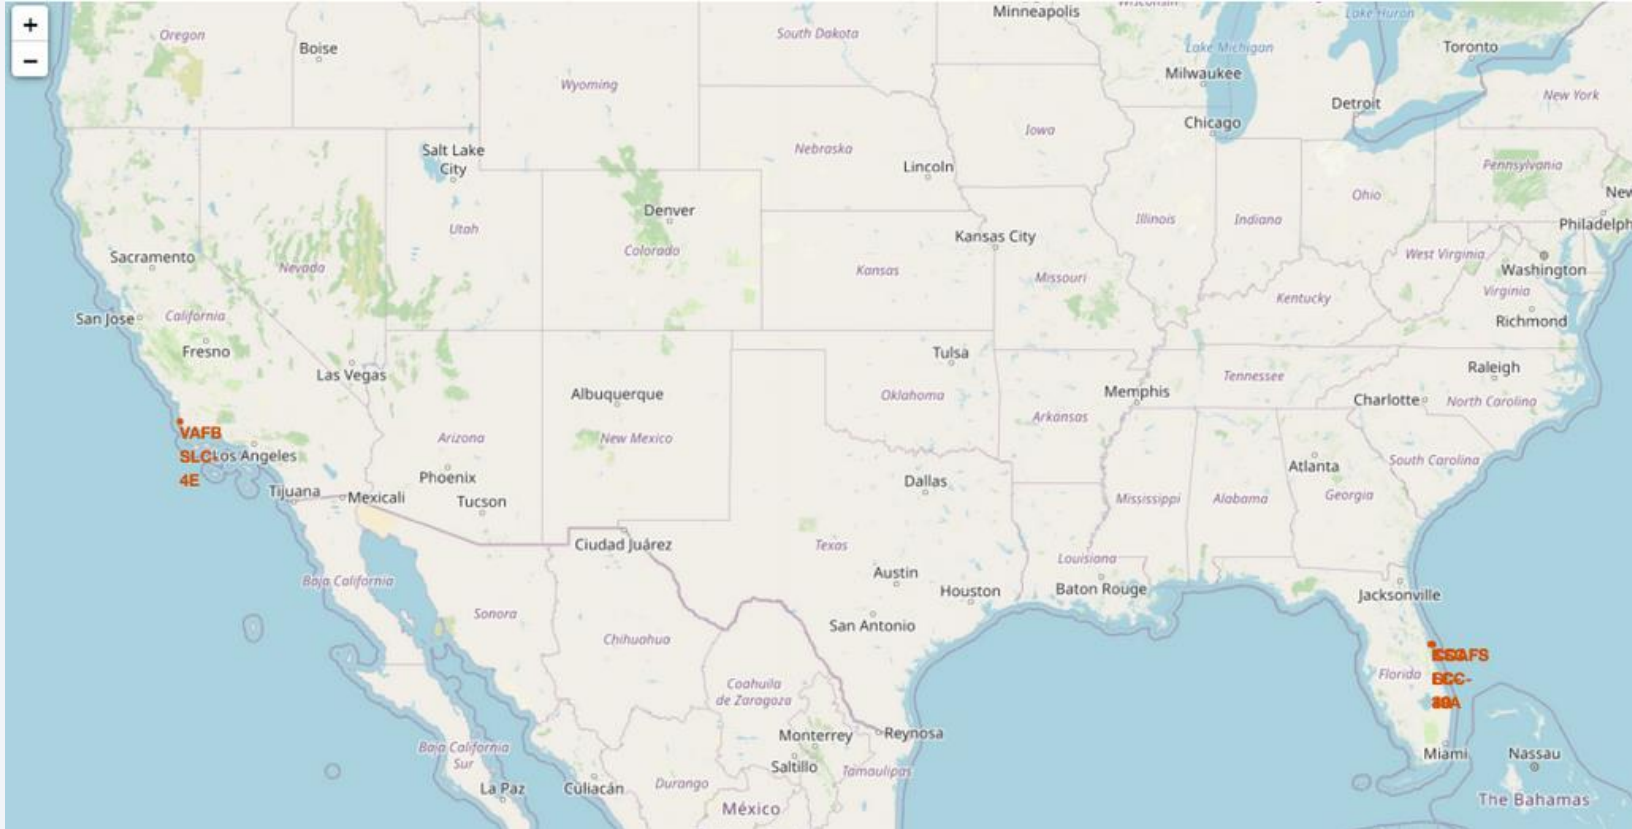 +
−
Oregon
Boise
South Dakota
Minneapolis
Lake Huron
Toronto
Lake Michigan
Milwaukee
Wyoming
Detroit
New York
Chicago
Iowa
Salt Lake
City
Nebraska
Lincoln
Pennsylvania
Ohio
New
Denver
Utah
Illinois
Indiana
Philadelph
Kansas City
Colorado
Sacramento
Nevada
Kansas
Missouri
West Virginia
Washington
Kentucky
Virginia
San Jose
California
Richmond
Fresno
Tulsa
Las Vegas
Raleigh
Tennessee
Albuquerque
Oklahoma
Memphis
Charlotte
North Carolina
Arkansas
VAFB
SLC-
4E
Los Angeles
Arizona
New Mexico
Atlanta
South Carolina
Phoenix
Dallas
Tijuana
Mexicali
Tucson
Mississippi
Alabama
Georgia
Ciudad Juárez
Texas
Louisiana
Austin
Baja California
Houston
Baton Rouge
Jacksonville
Sonora
San Antonio
Chihuahua
Florida
Coahuila
de Zaragoza
Monterrey
Reynosa
Baja California
Sur
Saltillo
Tamaulipas
Miami
Nassau
La Paz
Culiacán
Durango
México
The Bahamas